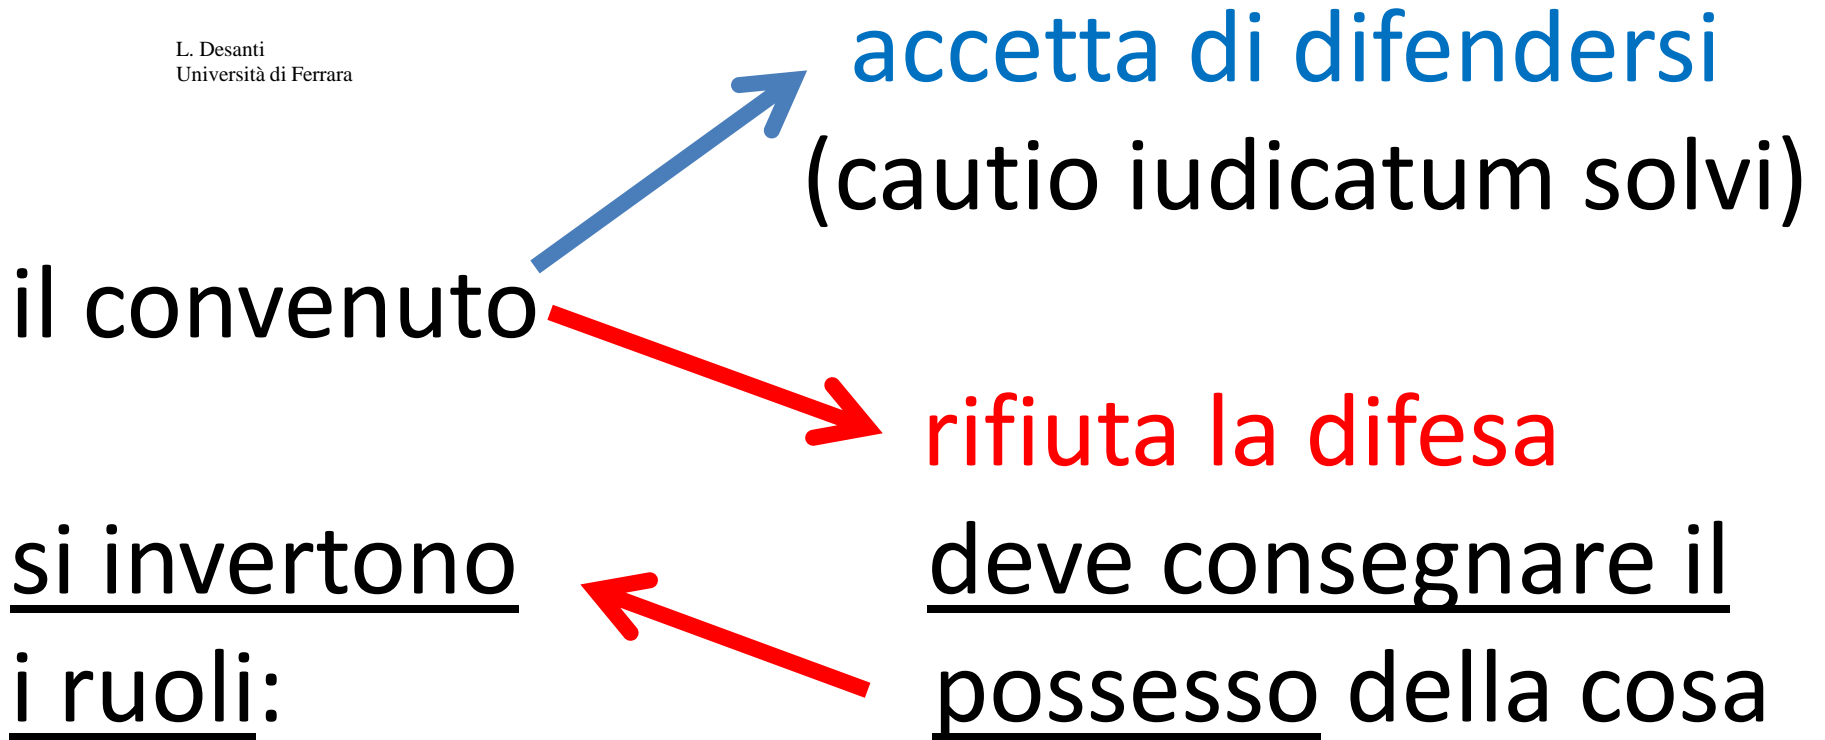 L. Desanti
Università di Ferrara
accetta di difendersi
(cautio iudicatum solvi)
il convenuto
rifiuta la difesa
si invertono
i ruoli:
deve consegnare il
possesso della cosa